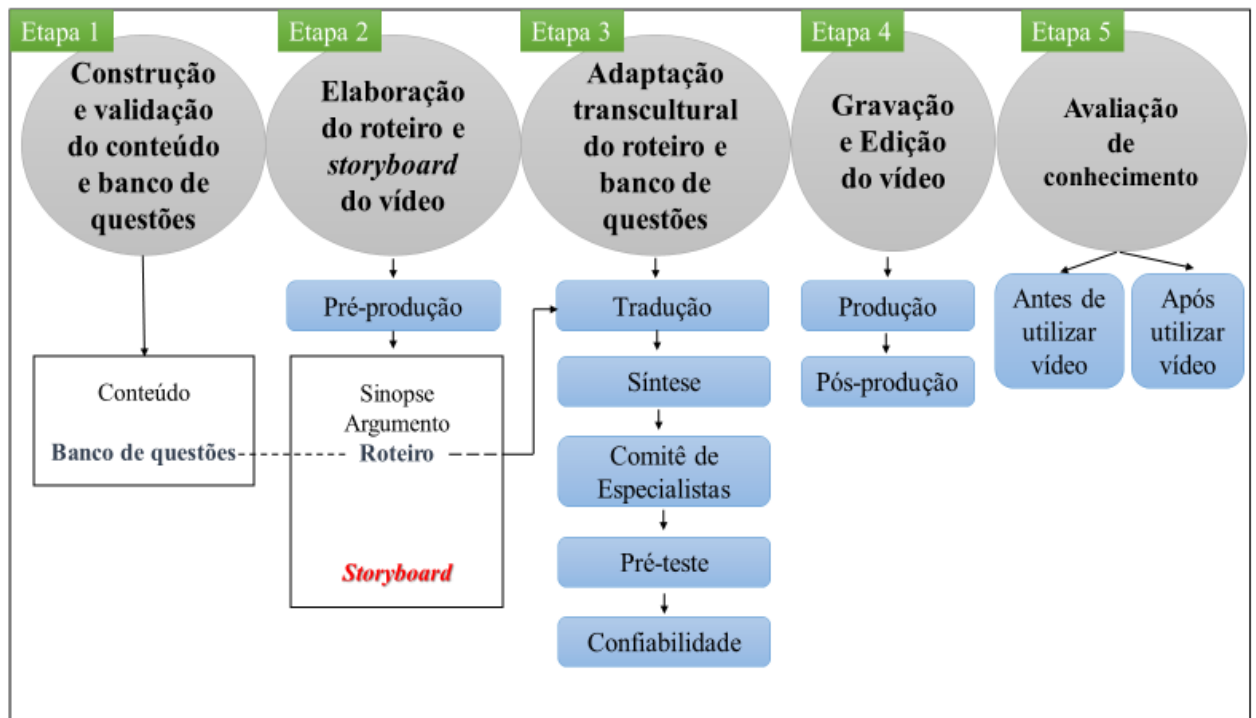 Etapa 1
Construção
e validação
do conteúdo
e banco de
questões
Conteúdo
Banco de questões
Etapa 2
Elaboração
do roteiro e
storyboard
do vídeo
Pré-produção
Sinopse
Argumento
Roteiro
Storyboard
Etapa 3
Adaptação
transcultural
do roteiro e
banco de
questões
Tradução
Síntese
Comitê de
Especialistas
Pré-teste
Confiabilidade
Etapa 4
Gravação
e Edição
do vídeo
Produção
Pós-produção
Etapa 5
Avaliação
de
conhecimento
Antes de
utilizar
vídeo
Após
utilizar
vídeo